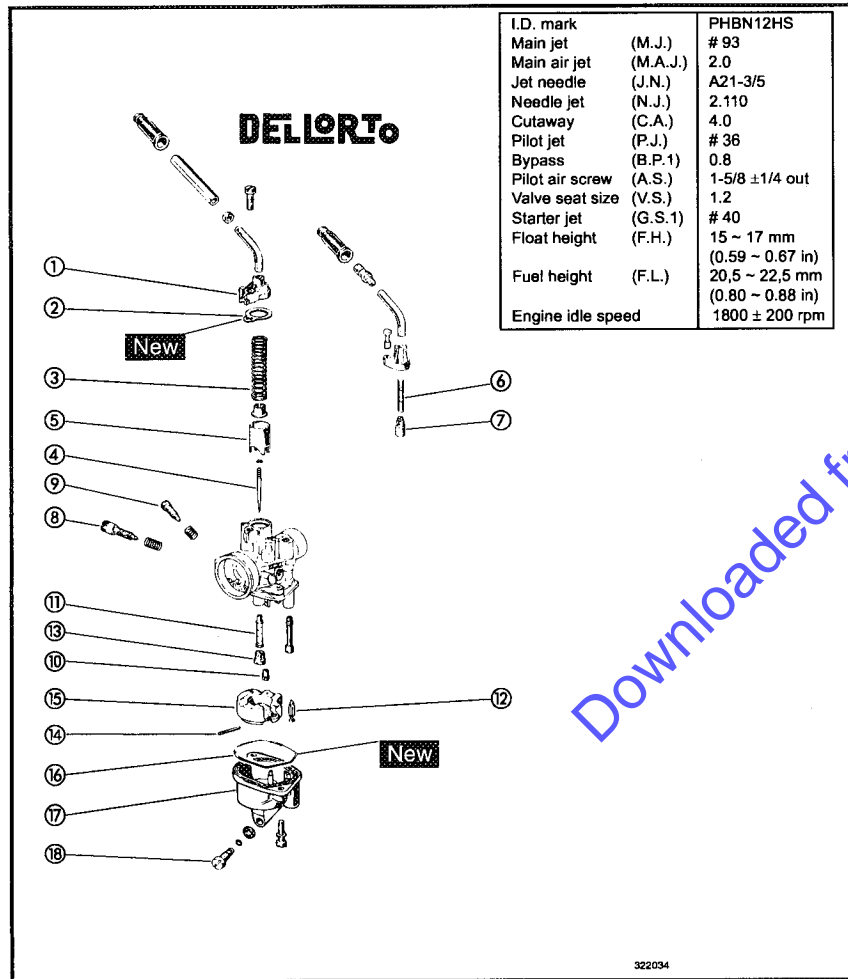 I.D. mark PHBN12HS
Main jet (M.J.) # 93
Main air jet (M.A.J.) 2.0
Jet needle (J.N.) A21-3/5
Needle jet (N.J.) 2.110
Cutaway (C.A.) 4.0
Pilot jet (P.J.) # 36
Bypass (B.P.1) 0.8
Pilot air screw (A.S.) 1-5/8 ±1/4 out
Valve seat size (V.S.) 1.2
Starter jet (G.S.1) # 40
Float height (F.H.) 15 ~ 17 mm
(0.59 ~ 0.67 in)
Fuel height (F.L.) 20,5 ~ 22,5 mm
(0.80 ~ 0.88 in)
Engine idle speed 1800 ± 200 rpm
DELLORTO
1
2
New
3
6
5
7
4
9
8
11
13
10
15
12
14
New
16
17
18
322034
Downloaded fr